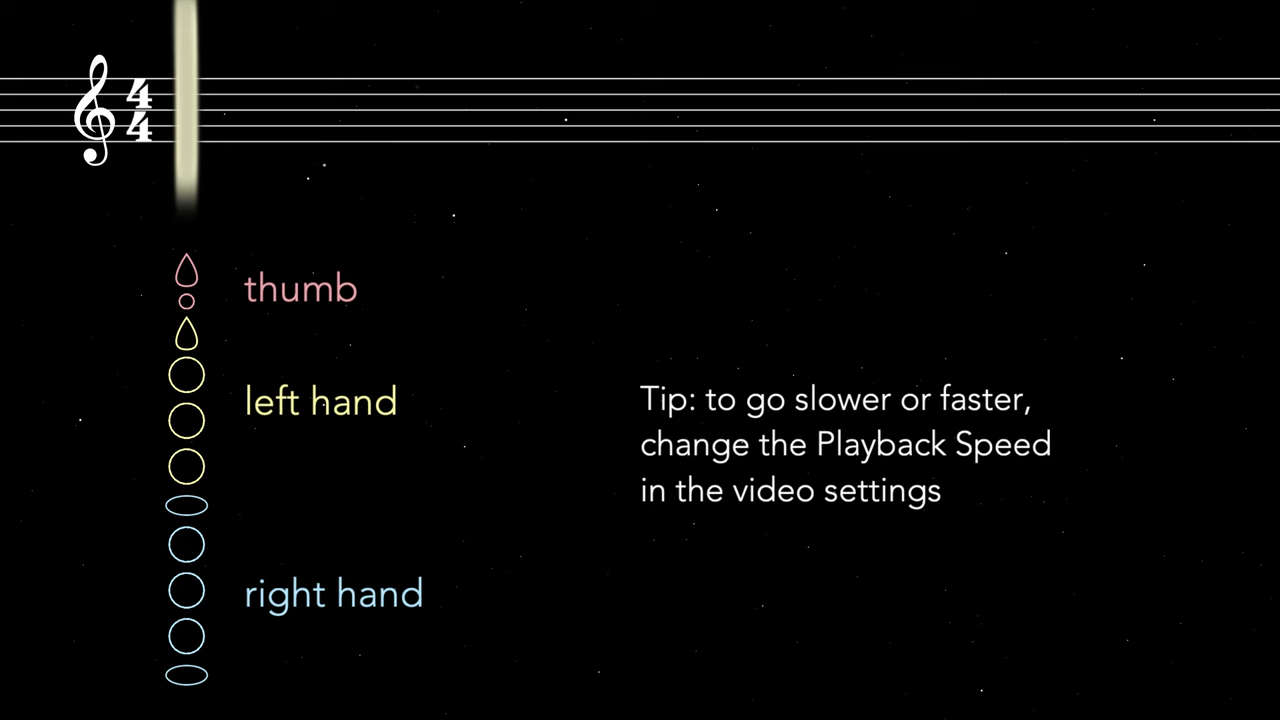 4
4
thumb
left hand
Tip: to go slower or faster,
change the Playback Speed
in the video settings
right hand